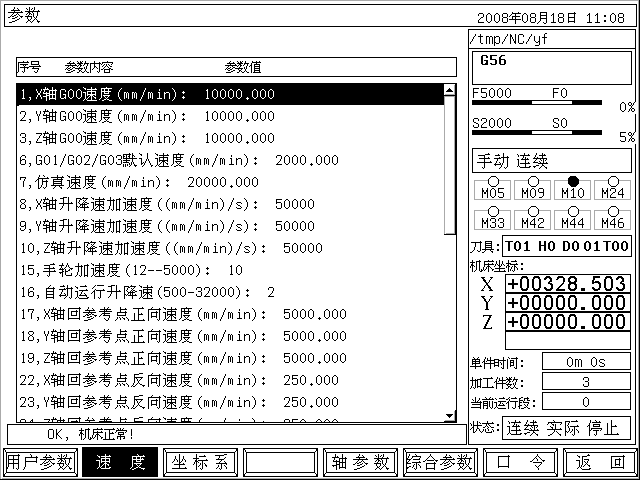 参数
2008年08月18日 11:08
/tmp/NC/yf
G56
F5000 F0
0%
S2000 S0
5%
手动 连续
M05 M09 M10 M24
M33 M42 M44 M46
刀具: T01 H0 D001T00
机床坐标:
X +00328.503
Y +00000.000
Z +00000.000
单件时间: 0m 0s
加工件数: 3
当前运行段: 0
状态: 连续 实际 停止
序号 参数内容 参数值
1,X轴G00速度(mm/min): 10000.000
2,Y轴G00速度(mm/min): 10000.000
3,Z轴G00速度(mm/min): 10000.000
6,G01/G02/G03默认速度(mm/min): 2000.000
7,仿真速度(mm/min): 20000.000
8,X轴升降速加速度((mm/min)/s): 50000
9,Y轴升降速加速度((mm/min)/s): 50000
10,Z轴升降速加速度((mm/min)/s): 50000
15,手轮加速度(12--5000): 10
16,自动运行升降速(500-32000): 2
17,X轴回参考点正向速度(mm/min): 5000.000
18,Y轴回参考点正向速度(mm/min): 5000.000
19,Z轴回参考点正向速度(mm/min): 5000.000
22,X轴回参考点反向速度(mm/min): 250.000
23,Y轴回参考点反向速度(mm/min): 250.000
OK, 机床正常!
用户参数 速 度 坐标系 轴参数 综合参数 口 令 返 回